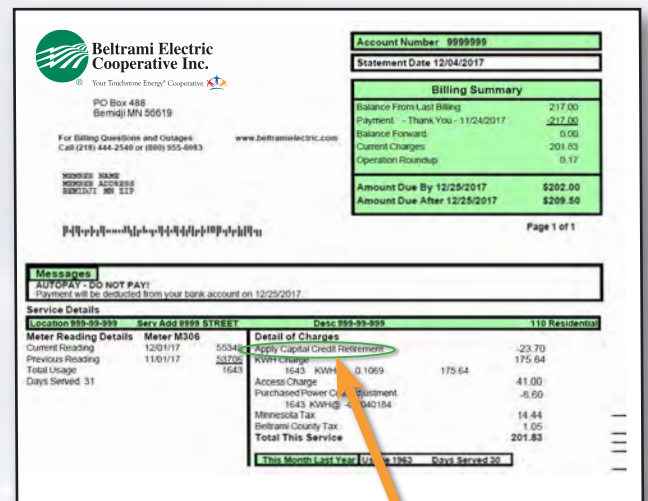 Beltrami Electric
Cooperative Inc.
®
Your Touchstone Energy® Cooperative
PO Box 488
Bemidji MN 56619
For Billing Questions and Outages www.beltramielectric.com
Call (218) 444-2540 or (800) 955-6083
MEMBER NAME
MEMBER ADDRESS
BEMIDJI MN ZIP
Account Number 9999999
Statement Date 12/04/2017
Billing Summary
Balance From Last Billing 217.00
Payment - Thank You - 11/24/2017 -217.00
Balance Forward 0.00
Current Charges 201.83
Operation Roundup 0.17
Amount Due By 12/25/2017 $202.00
Amount Due After 12/25/2017 $209.50
Page 1 of 1
Messages
AUTOPAY - DO NOT PAY!
Payment will be deducted from your bank account on 12/25/2017.
Service Details
Location 999-99-999 Serv Add 9999 STREET Desc 999-99-999 110 Residential
Meter Reading Details Meter M306
Current Reading 12/01/17 55349
Previous Reading 11/01/17 53706
Total Usage 1643
Days Served 31
Detail of Charges
Apply Capital Credit Retirement -23.70
KWH Charge 175.64
1643 KWH 0.1069 175.64
Access Charge 41.00
Purchased Power Adjustment -6.60
1643 KWH@ 040184
Minnesota Tax 14.44
Beltrami County Tax 1.05
Total This Service 201.83
This Month Last Year 1963 Days Served 30